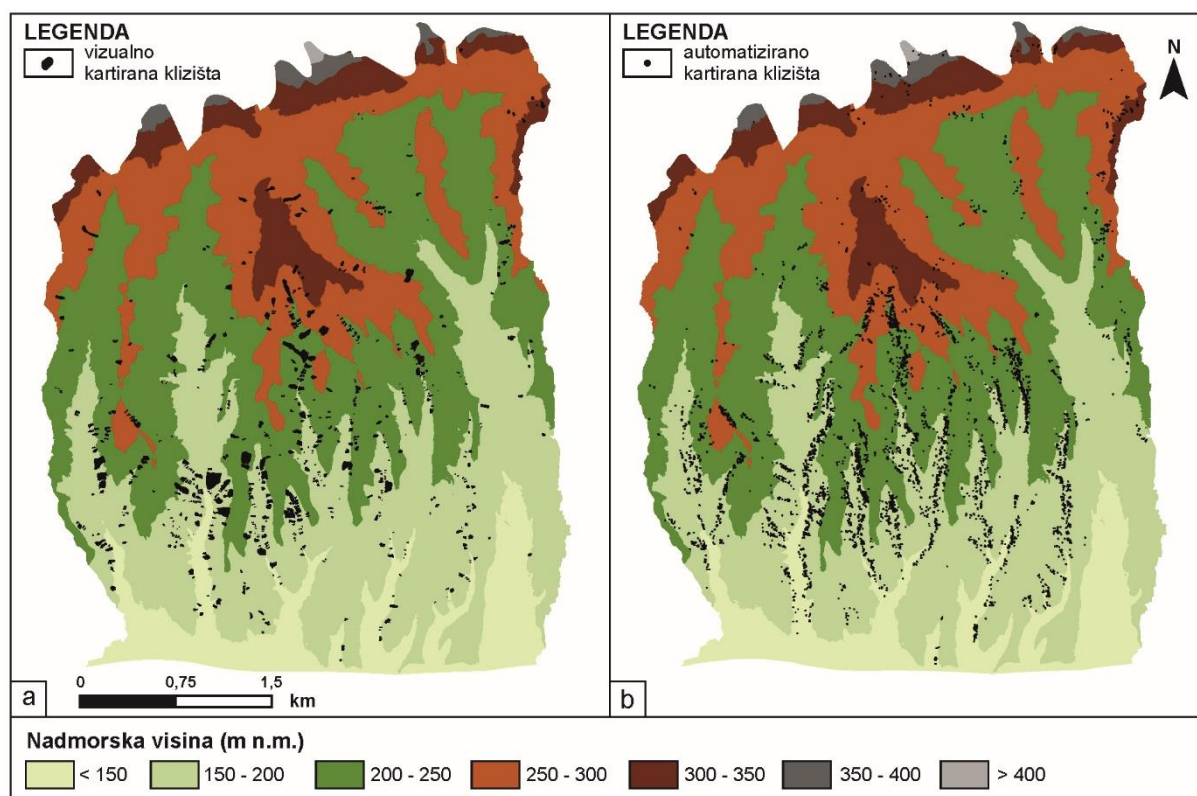 LEGENDA
vizualno
kartirana klizišta
LEGENDA
automatizirano
kartirana klizišta
N
a
0 0,75 1,5
km
b
Nadmorska visina (m n.m.)
< 150 150 - 200 200 - 250 250 - 300 300 - 350 350 - 400 > 400